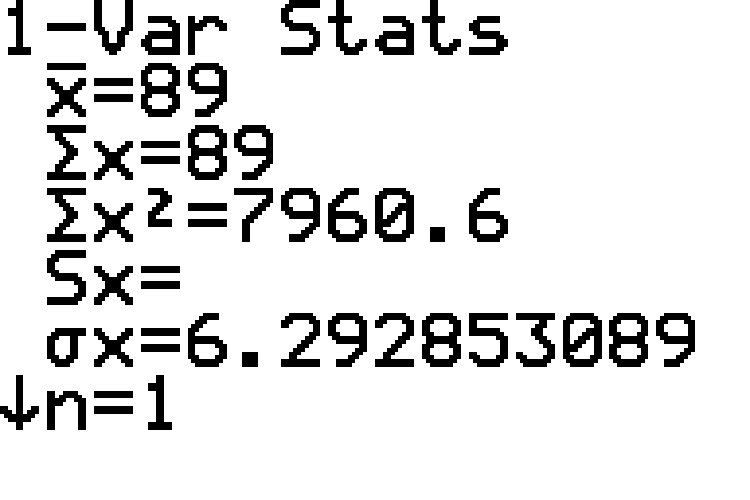 1-Var Stats
x̄=89
Σx=89
Σx²=7960.6
Sx=
σx=6.292853089
↓n=1